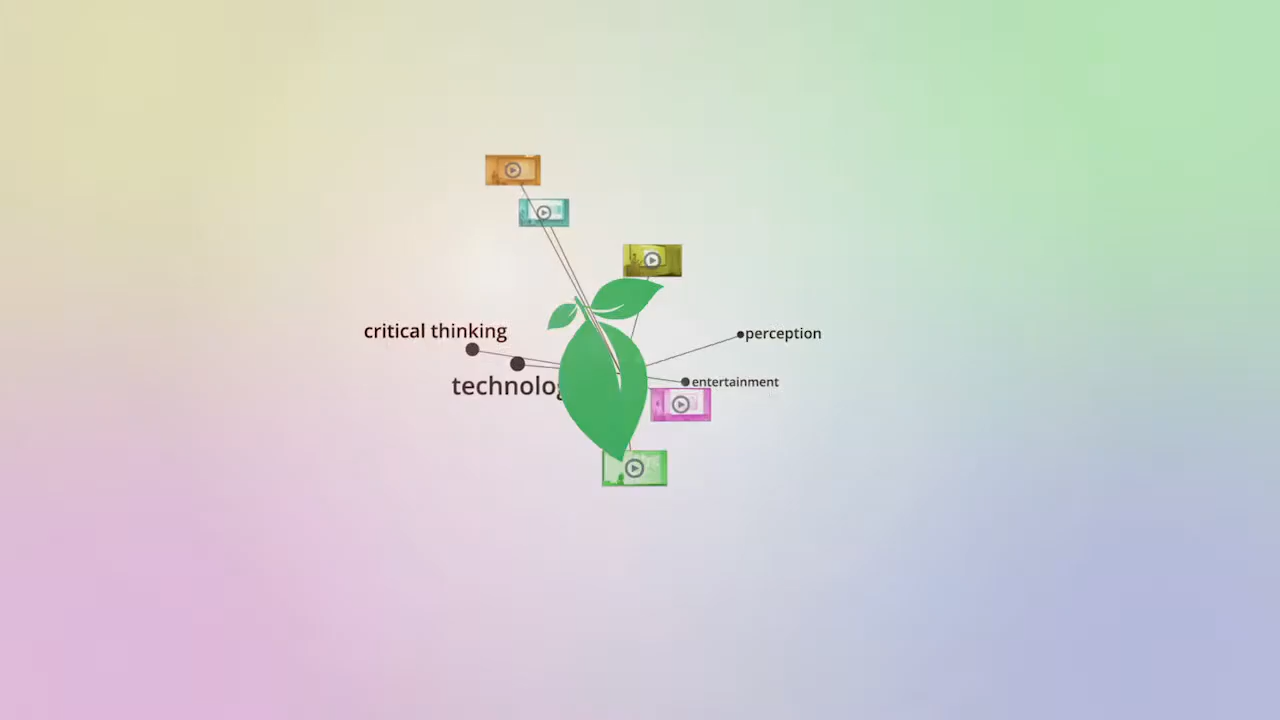 critical thinking
perception
entertainment